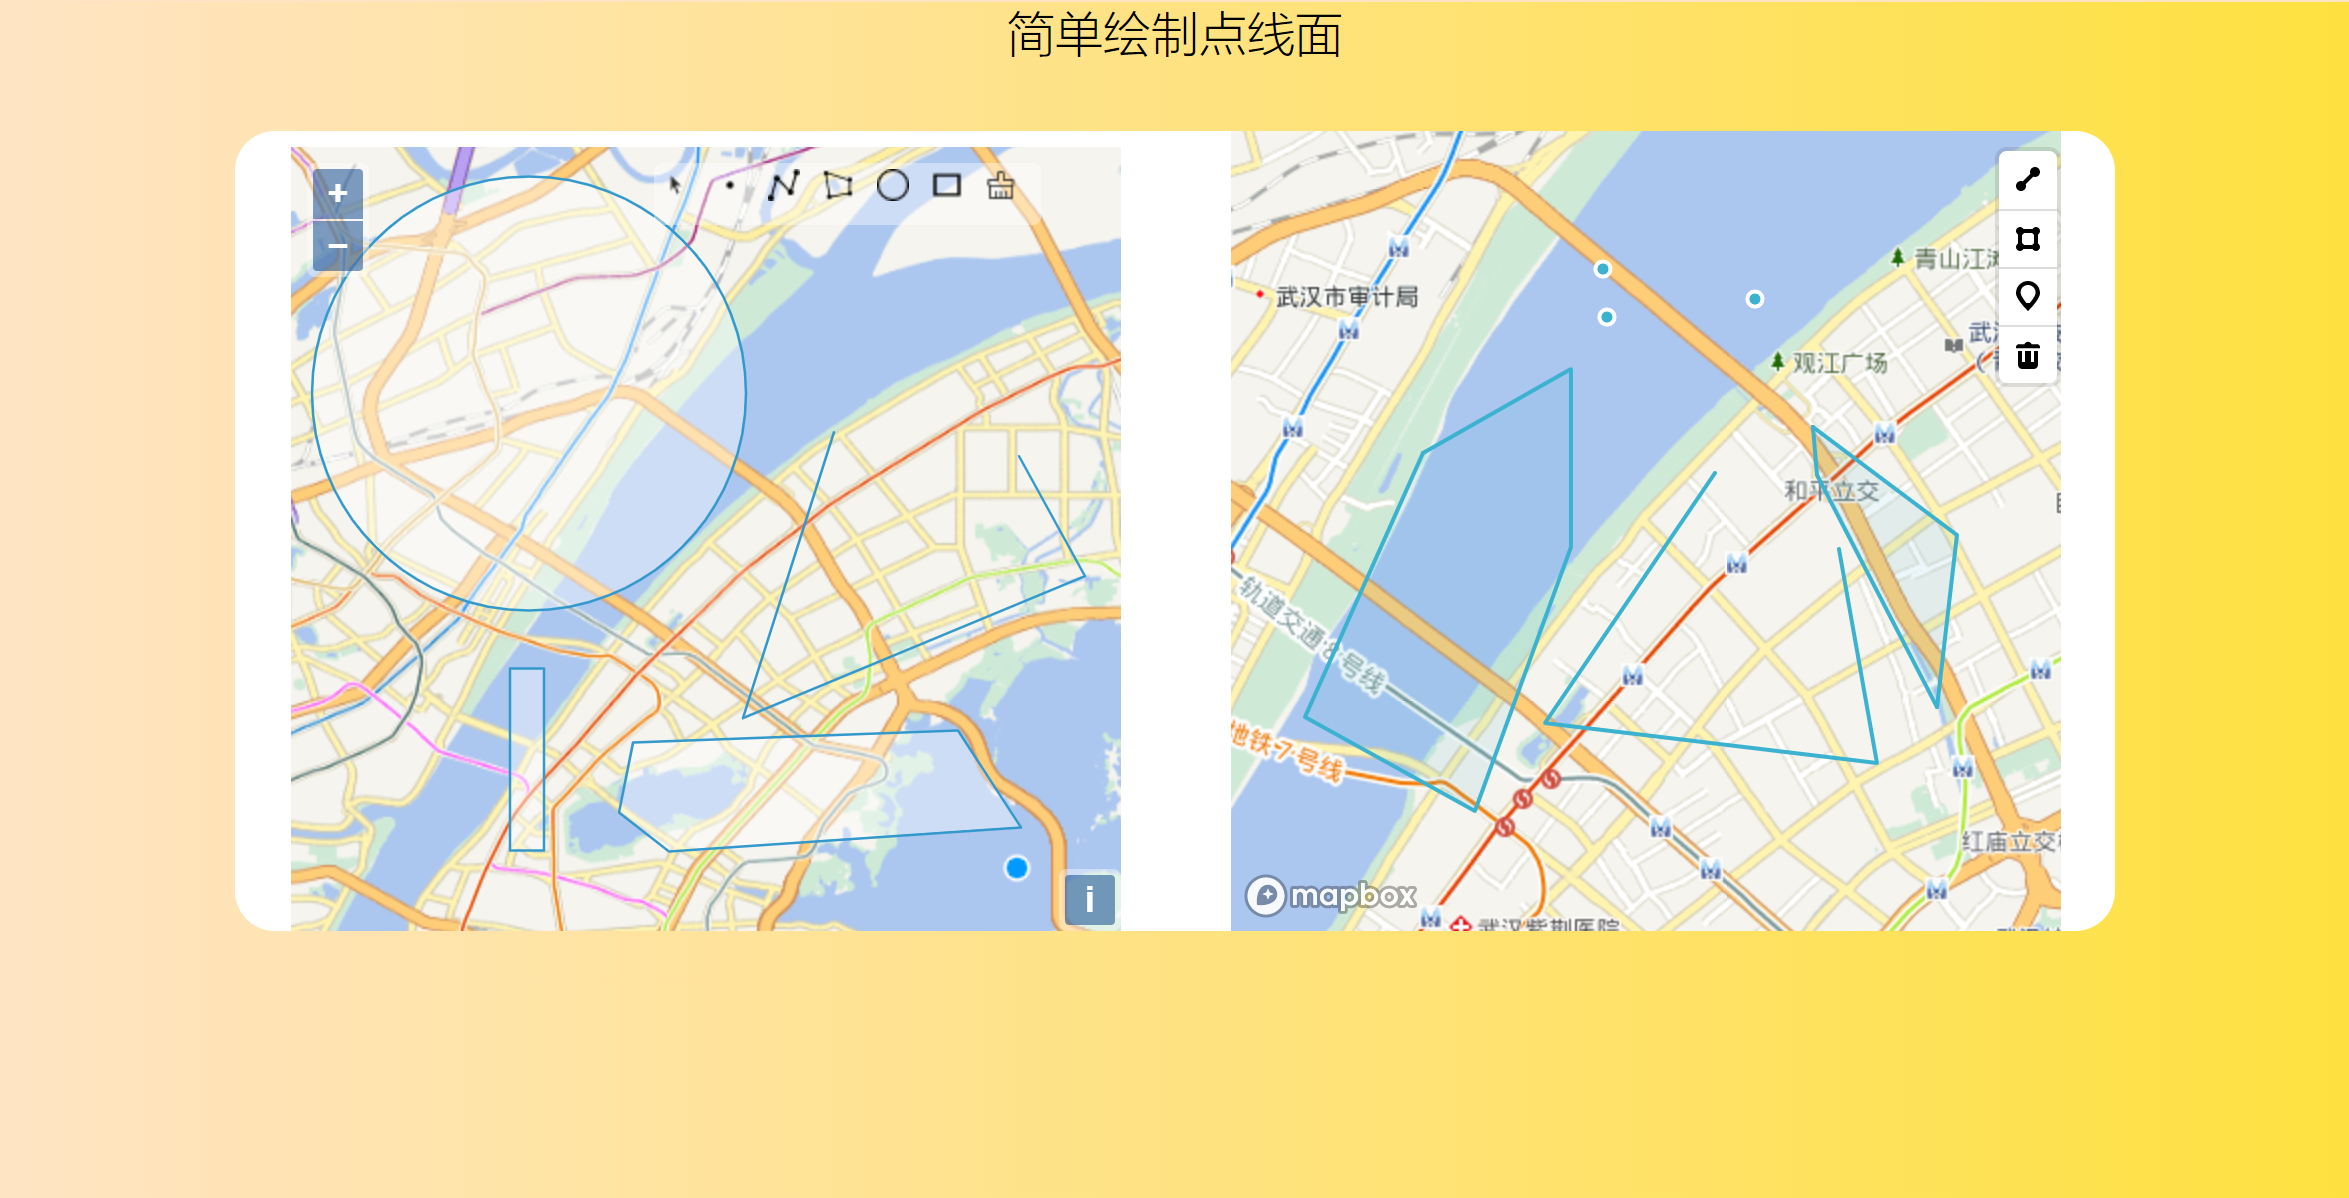 简单绘制点线面
+
−
i
武汉市审计局
青山江滩
观江广场
和平立交
轨道交通8号线
地铁7号线
红庙立交
mapbox
武汉紫荆医院